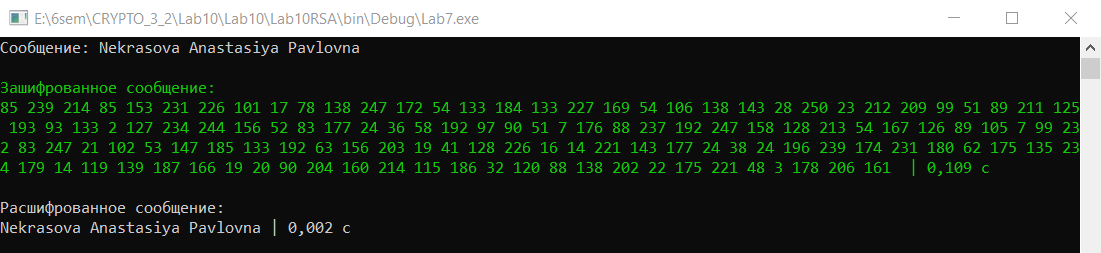 E:\6sem\CRYPTO_3_2\Lab10\Lab10\Lab10RSA\bin\Debug\Lab7.exe
Сообщение: Nekrasova Anastasiya Pavlovna
Зашифрованное сообщение:
85 239 214 85 153 231 226 101 17 78 138 247 172 54 133 184 133 227 169 54 106 138 143 28 250 23 212 209 99 51 89 211 125
193 93 133 2 127 234 244 156 52 83 177 24 36 58 192 97 90 51 7 176 88 237 192 247 158 128 213 54 167 126 89 105 7 99 23
2 83 247 21 102 53 147 185 133 192 63 156 203 19 41 128 226 16 14 221 143 177 24 38 24 196 239 174 231 180 62 175 135 23
4 179 14 119 139 187 166 19 20 90 204 160 214 115 186 32 120 88 138 202 22 175 221 48 3 178 206 161 | 0,109 с
Расшифрованное сообщение:
Nekrasova Anastasiya Pavlovna | 0,002 с